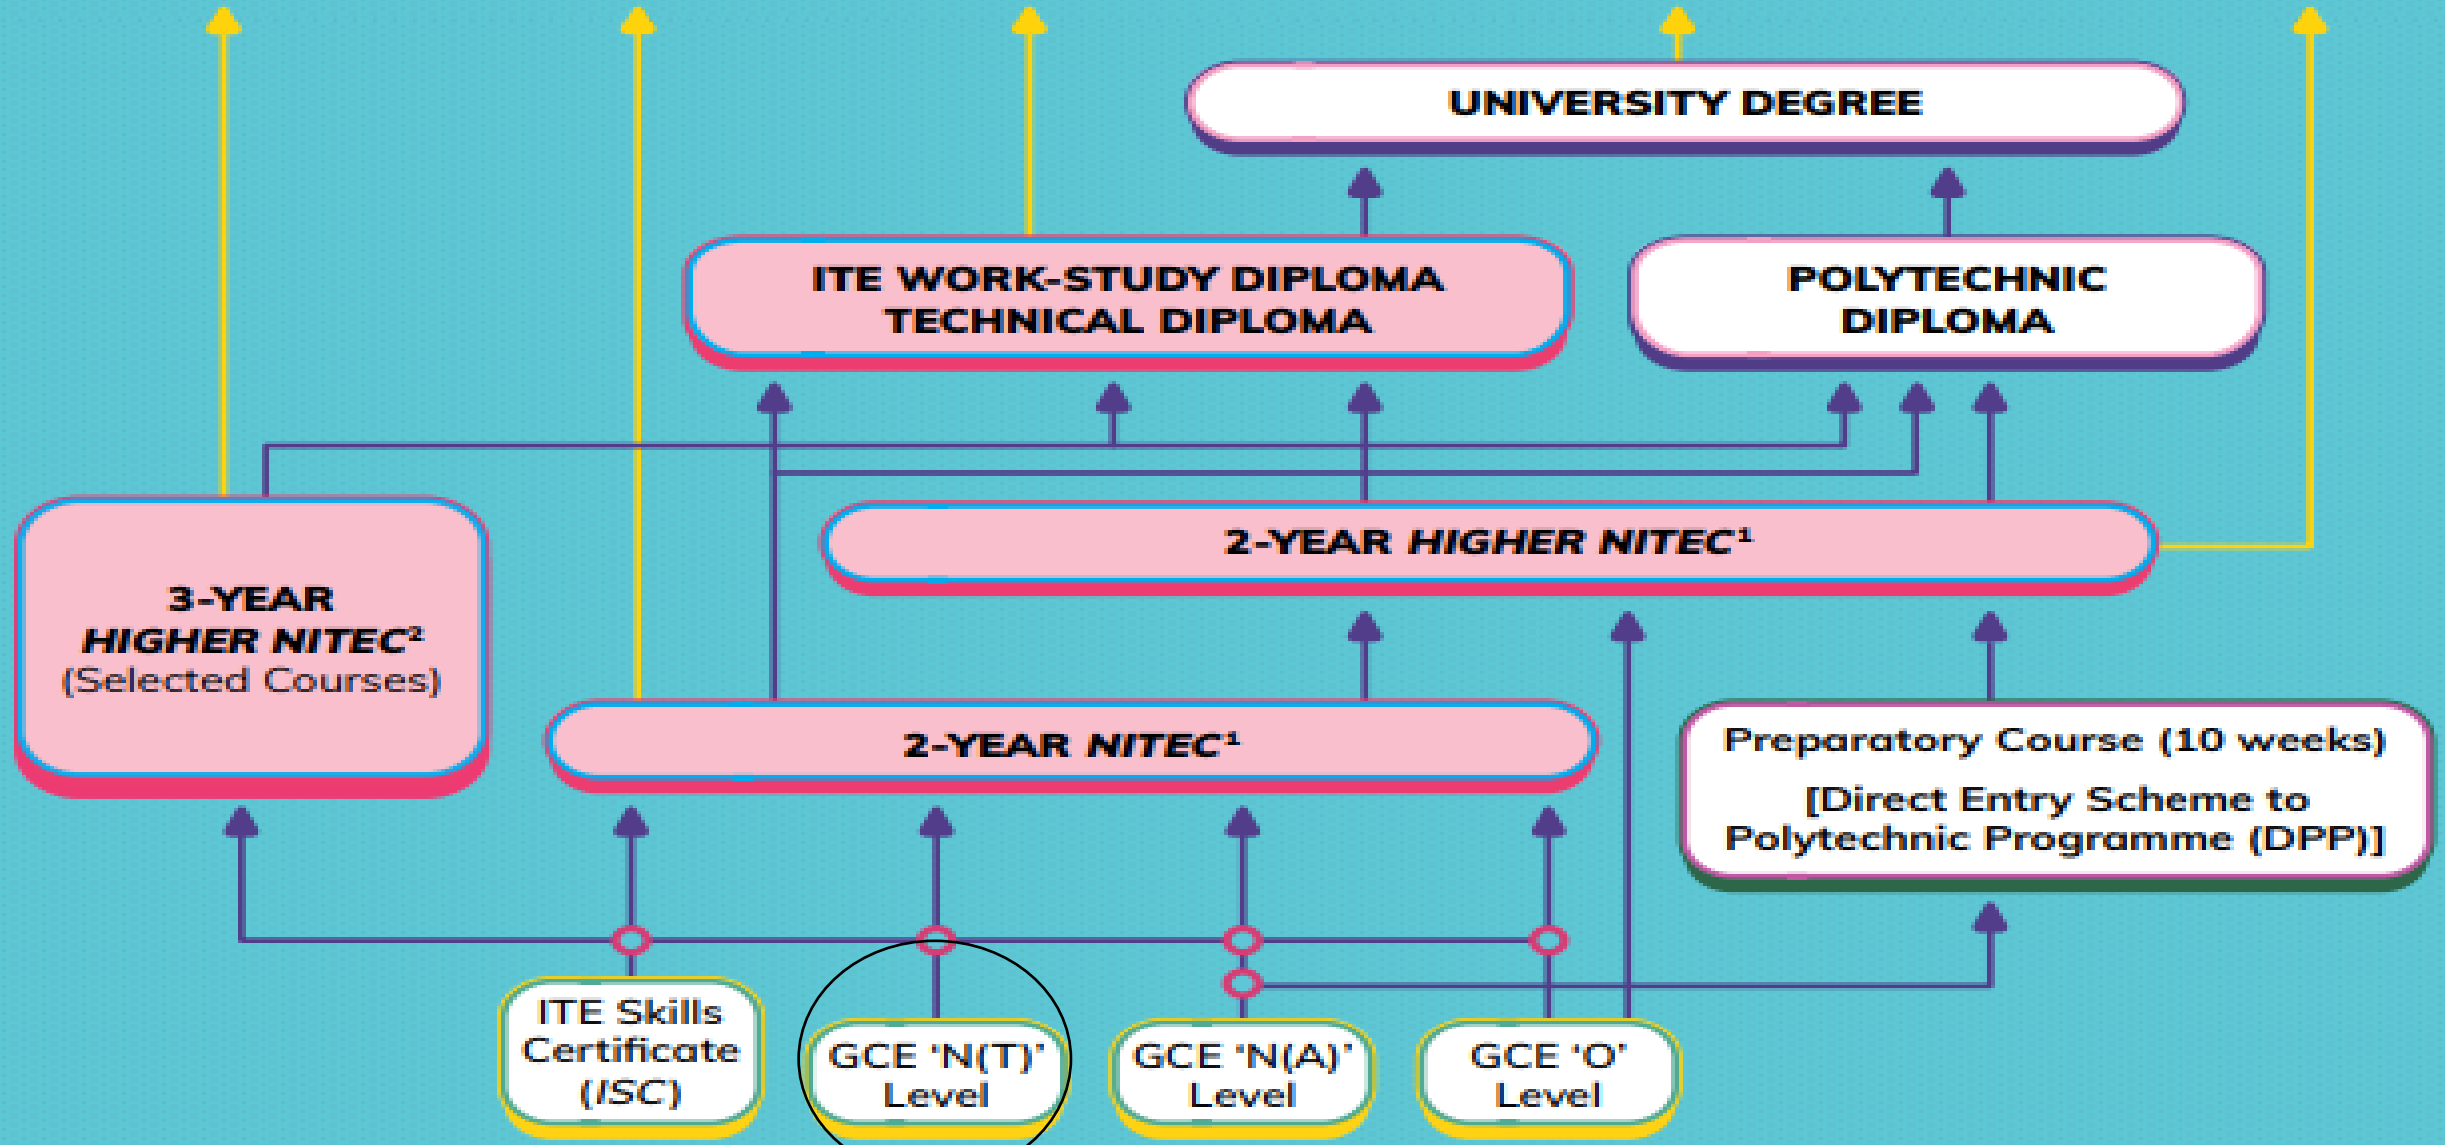 UNIVERSITY DEGREE
ITE WORK-STUDY DIPLOMA
TECHNICAL DIPLOMA
POLYTECHNIC
DIPLOMA
3-YEAR
HIGHER NITEC²
(Selected Courses)
2-YEAR HIGHER NITEC¹
2-YEAR NITEC¹
Preparatory Course (10 weeks)
[Direct Entry Scheme to
Polytechnic Programme (DPP)]
ITE Skills
Certificate
(ISC)
GCE ‘N(T)’
Level
GCE ‘N(A)’
Level
GCE ‘O’
Level